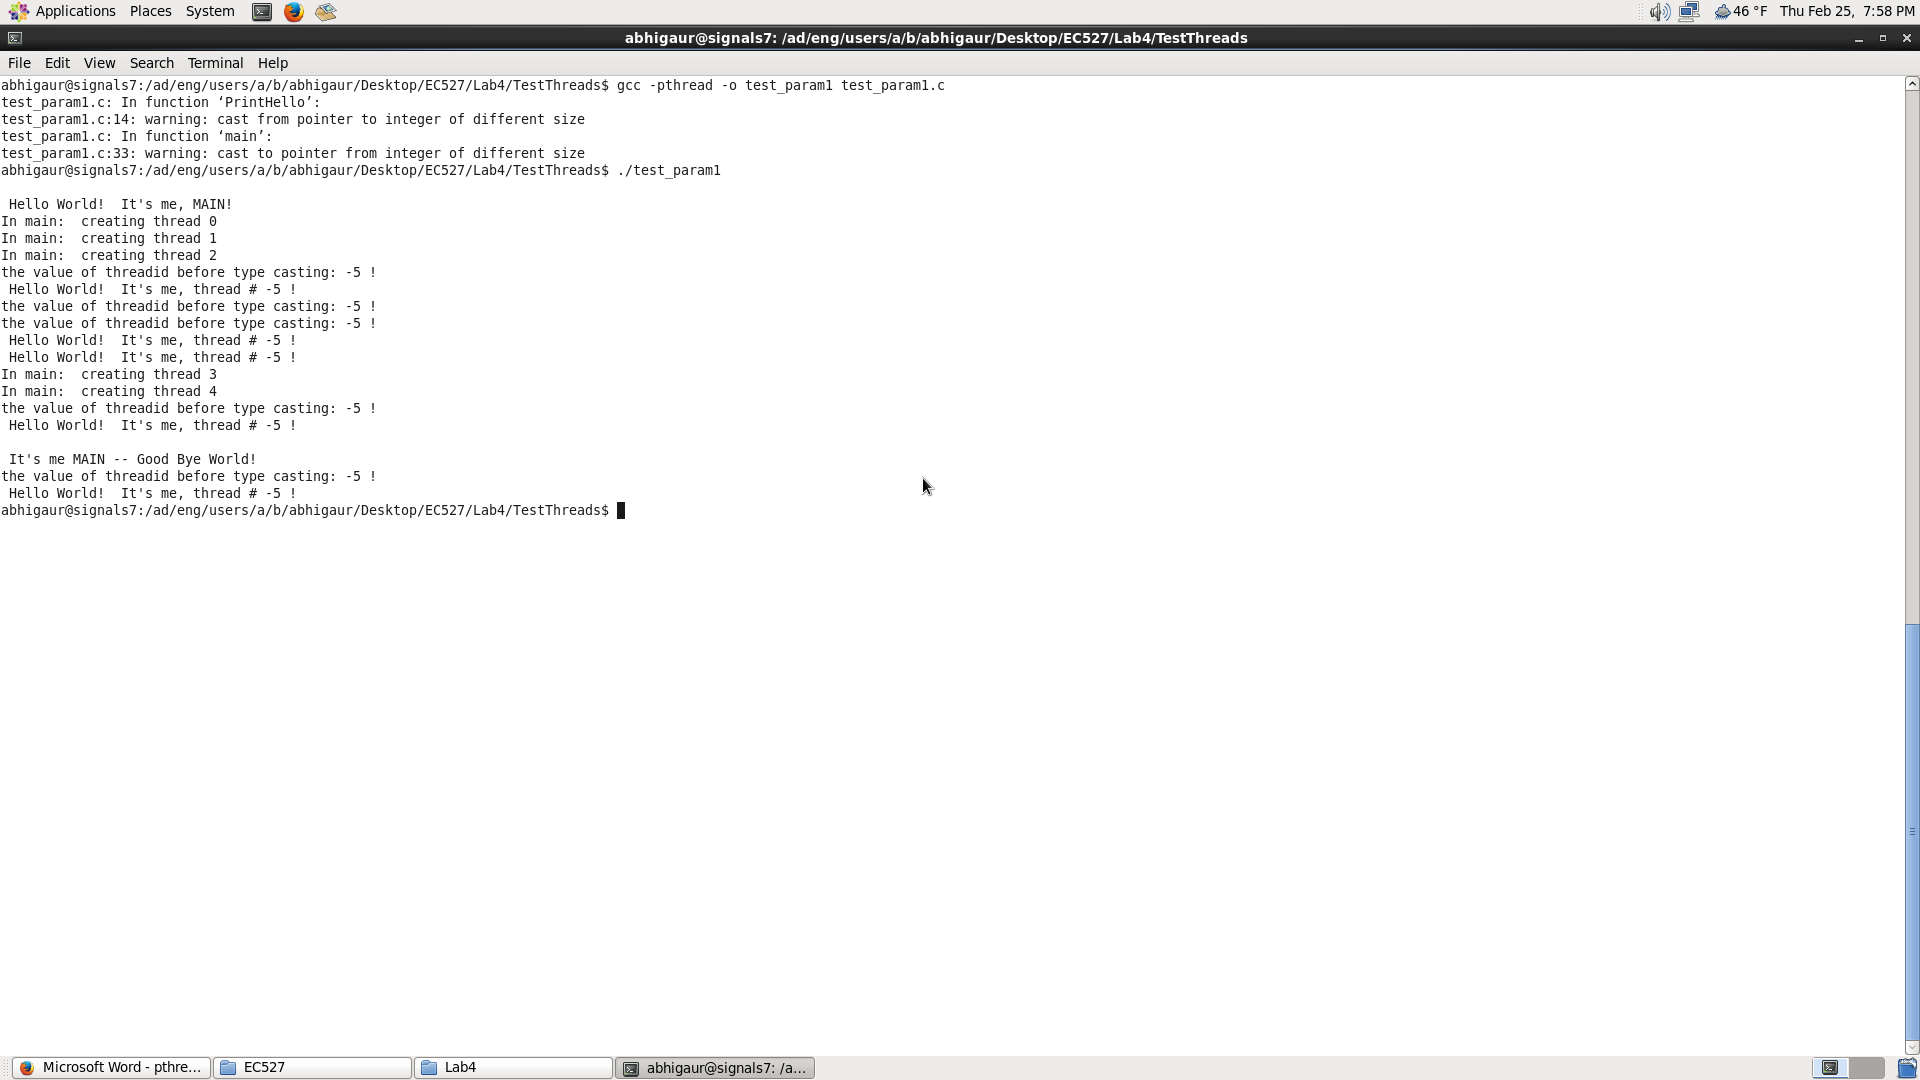 Applications Places System 46 °F Thu Feb 25, 7:58 PM
abhigaur@signals7: /ad/eng/users/a/b/abhigaur/Desktop/EC527/Lab4/TestThreads
File Edit View Search Terminal Help
abhigaur@signals7:/ad/eng/users/a/b/abhigaur/Desktop/EC527/Lab4/TestThreads$ gcc -pthread -o test_param1 test_param1.c
test_param1.c: In function ‘PrintHello’:
test_param1.c:14: warning: cast from pointer to integer of different size
test_param1.c: In function ‘main’:
test_param1.c:33: warning: cast to pointer from integer of different size
abhigaur@signals7:/ad/eng/users/a/b/abhigaur/Desktop/EC527/Lab4/TestThreads$ ./test_param1
Hello World!  It's me, MAIN!
In main:  creating thread 0
In main:  creating thread 1
In main:  creating thread 2
the value of threadid before type casting: -5 !
Hello World!  It's me, thread # -5 !
the value of threadid before type casting: -5 !
the value of threadid before type casting: -5 !
Hello World!  It's me, thread # -5 !
Hello World!  It's me, thread # -5 !
In main:  creating thread 3
In main:  creating thread 4
the value of threadid before type casting: -5 !
Hello World!  It's me, thread # -5 !
It's me MAIN -- Good Bye World!
the value of threadid before type casting: -5 !
Hello World!  It's me, thread # -5 !
abhigaur@signals7:/ad/eng/users/a/b/abhigaur/Desktop/EC527/Lab4/TestThreads$
Microsoft Word - pthre... EC527 Lab4 abhigaur@signals7: /a...